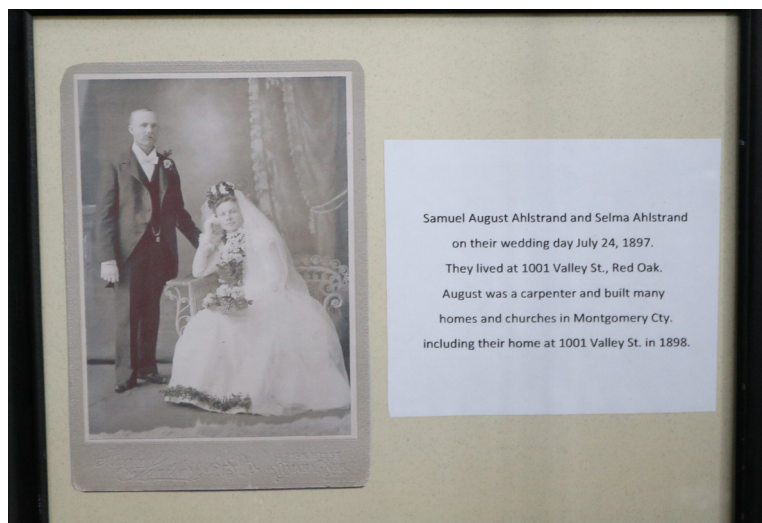 Samuel August Ahlstrand and Selma Ahlstrand
on their wedding day July 24, 1897.
They lived at 1001 Valley St., Red Oak.
August was a carpenter and built many
homes and churches in Montgomery Cty.
including their home at 1001 Valley St. in 1898.